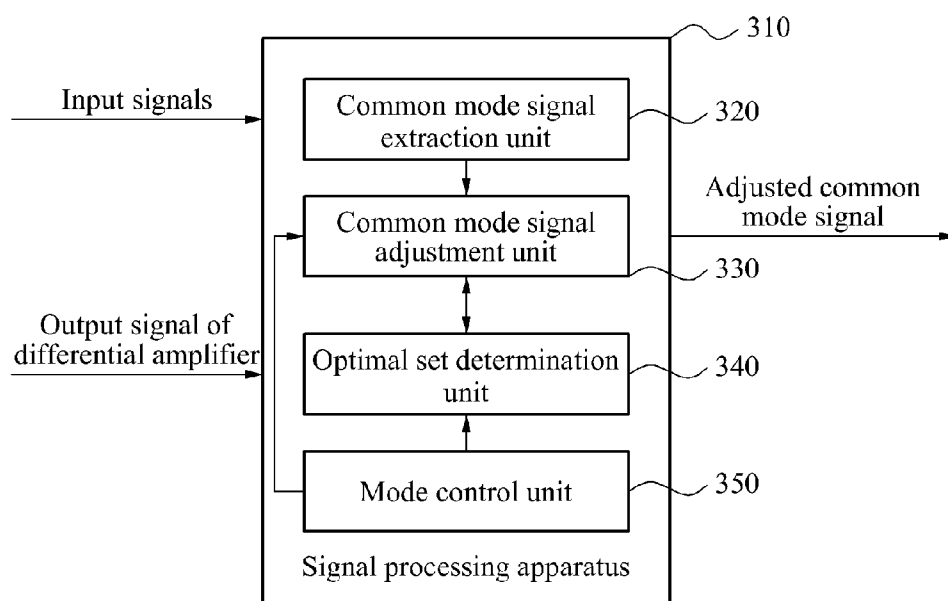 310
Input signals
Common mode signal
extraction unit
320
Adjusted common
mode signal
Common mode signal
adjustment unit
330
Output signal of
differential amplifier
Optimal set determination
unit
340
Mode control unit
350
Signal processing apparatus